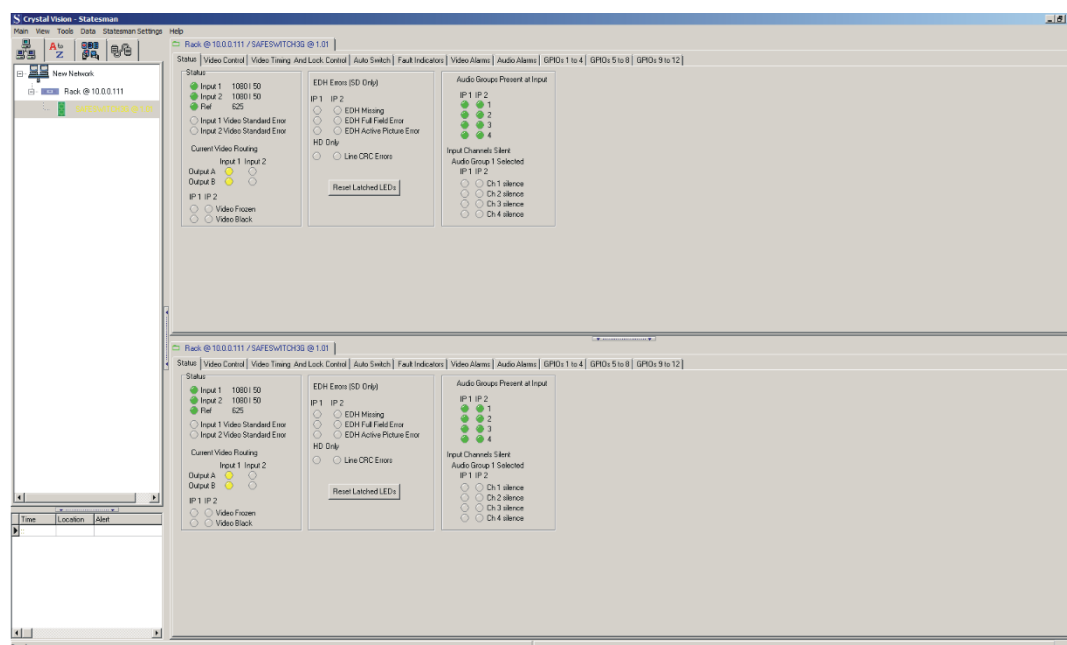 Crystal Vision - Statesman
Main View Tools Data Statesman Settings Help
New Network
Rack @ 10.0.0.111
Time Location Alert
Rack @ 10.0.0.111 / SAFESWITCH3G @ 1.01
Status Video Control Video Timing And Lock Control Auto Switch Fault Indicators Video Alarms Audio Alarms GPIOs 1 to 4 GPIOs 5 to 8 GPIOs 9 to 12
Status
Input 1 1080I 50
Input 2 1080I 50
Ref 625
Input 1 Video Standard Error
Input 2 Video Standard Error
Current Video Routing
Input 1 Input 2
Output A
Output B
IP 1 IP 2
Video Frozen
Video Black
EDH Errors (SD Only)
IP 1 IP 2
EDH Missing
EDH Full Field Error
EDH Active Picture Error
HD Only
Line CRC Errors
Reset Latched LEDs
Audio Groups Present at Input
IP 1 IP 2
1
2
3
4
Input Channels Silent
Audio Group 1 Selected
IP 1 IP 2
Ch 1 silence
Ch 2 silence
Ch 3 silence
Ch 4 silence
Rack @ 10.0.0.111 / SAFESWITCH3G @ 1.01
Status Video Control Video Timing And Lock Control Auto Switch Fault Indicators Video Alarms Audio Alarms GPIOs 1 to 4 GPIOs 5 to 8 GPIOs 9 to 12
Status
Input 1 1080I 50
Input 2 1080I 50
Ref 625
Input 1 Video Standard Error
Input 2 Video Standard Error
Current Video Routing
Input 1 Input 2
Output A
Output B
IP 1 IP 2
Video Frozen
Video Black
EDH Errors (SD Only)
IP 1 IP 2
EDH Missing
EDH Full Field Error
EDH Active Picture Error
HD Only
Line CRC Errors
Reset Latched LEDs
Audio Groups Present at Input
IP 1 IP 2
1
2
3
4
Input Channels Silent
Audio Group 1 Selected
IP 1 IP 2
Ch 1 silence
Ch 2 silence
Ch 3 silence
Ch 4 silence